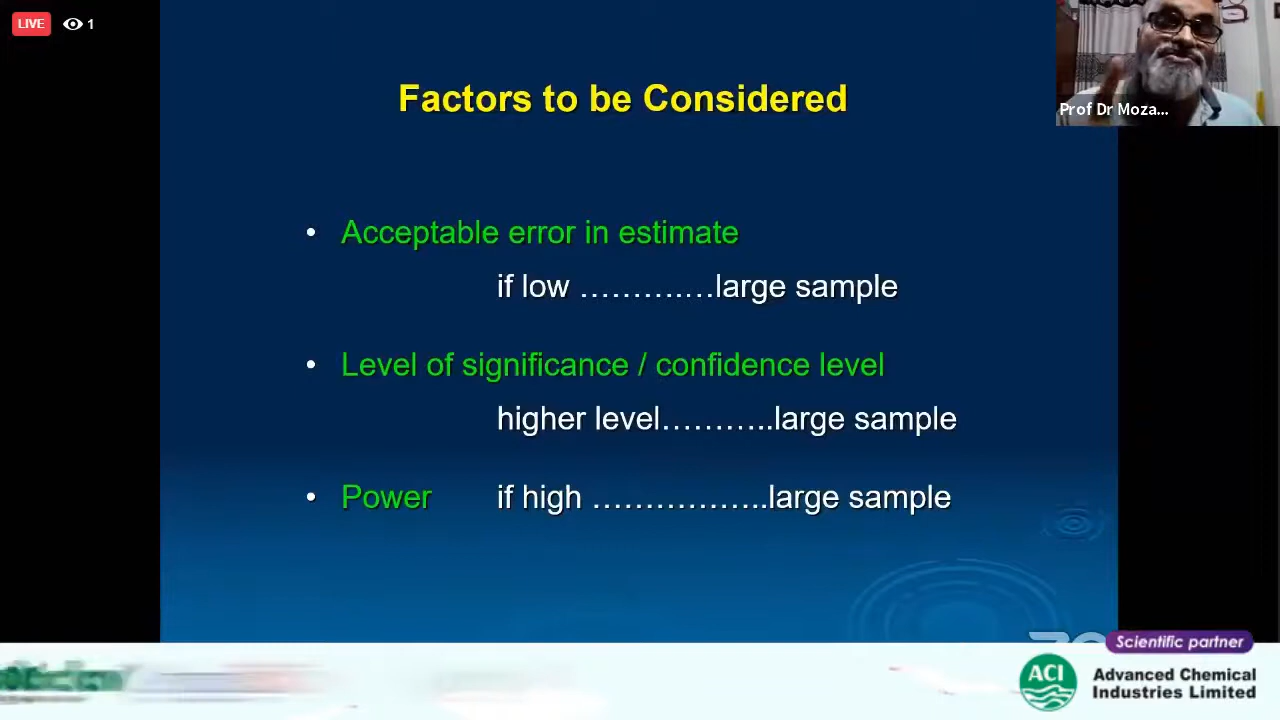 LIVE 1
Factors to be Considered
Prof Dr Moza...
• Acceptable error in estimate
if low ……….…large sample
• Level of significance / confidence level
higher level………..large sample
• Power if high ……………..large sample
Scientific partner
ACI
Advanced Chemical
Industries Limited